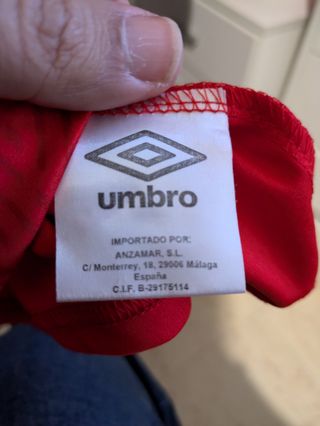 umbro
IMPORTADO POR:
ANZAMAR, S.L.
C/ Monterrey, 18, 29006 Málaga
España
C.I.F. B-29175114